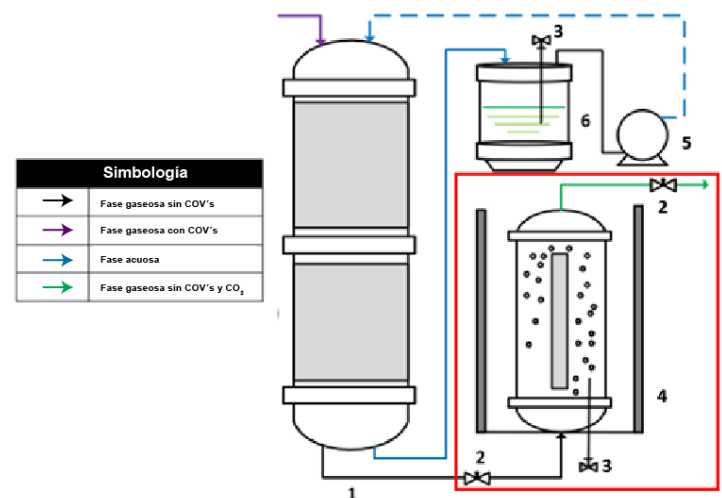 3
6
5
Simbología
Fase gaseosa sin COV´s
Fase gaseosa con COV´s
Fase acuosa
Fase gaseosa sin COV´s y CO2
2
4
2
3
1